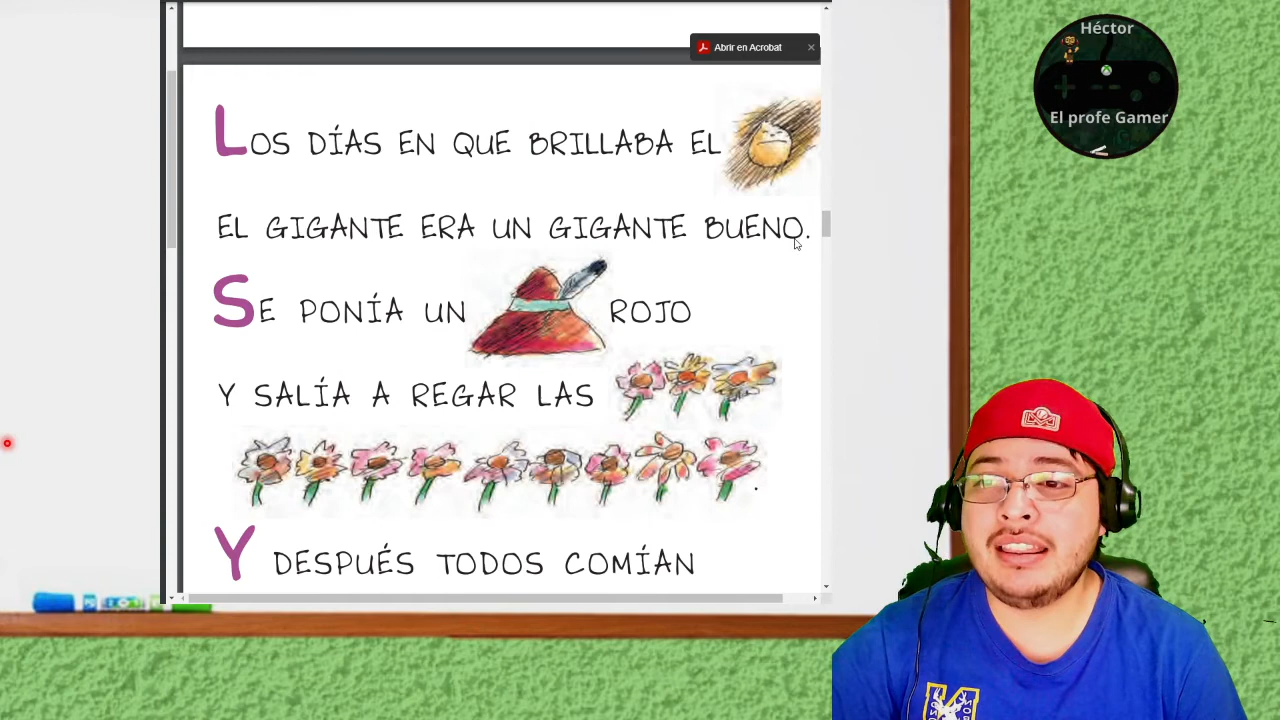 Héctor
El profe Gamer
Abrir en Acrobat
LOS DÍAS EN QUE BRILLABA EL
EL GIGANTE ERA UN GIGANTE BUENO.
SE PONÍA UN ROJO
Y SALÍA A REGAR LAS
.
Y DESPUÉS TODOS COMÍAN